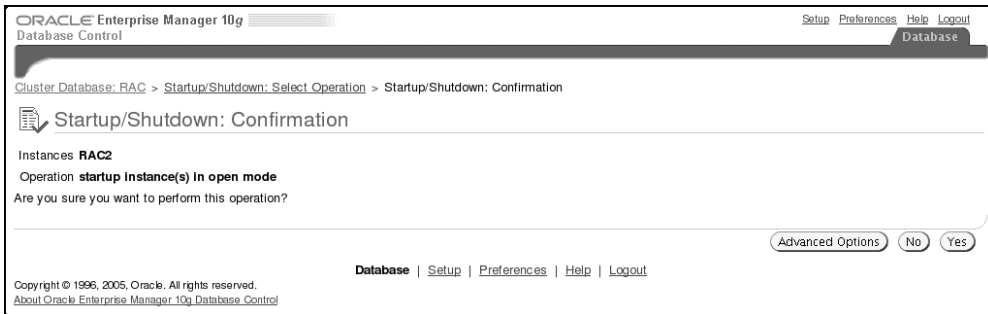 ORACLE Enterprise Manager 10g
Database Control
Setup Preferences Help Logout
Database
Cluster Database: RAC > Startup/Shutdown: Select Operation > Startup/Shutdown: Confirmation
Startup/Shutdown: Confirmation
Instances RAC2
Operation startup instance(s) in open mode
Are you sure you want to perform this operation?
Advanced Options No Yes
Database | Setup | Preferences | Help | Logout
Copyright © 1996, 2005, Oracle. All rights reserved.
About Oracle Enterprise Manager 10g Database Control